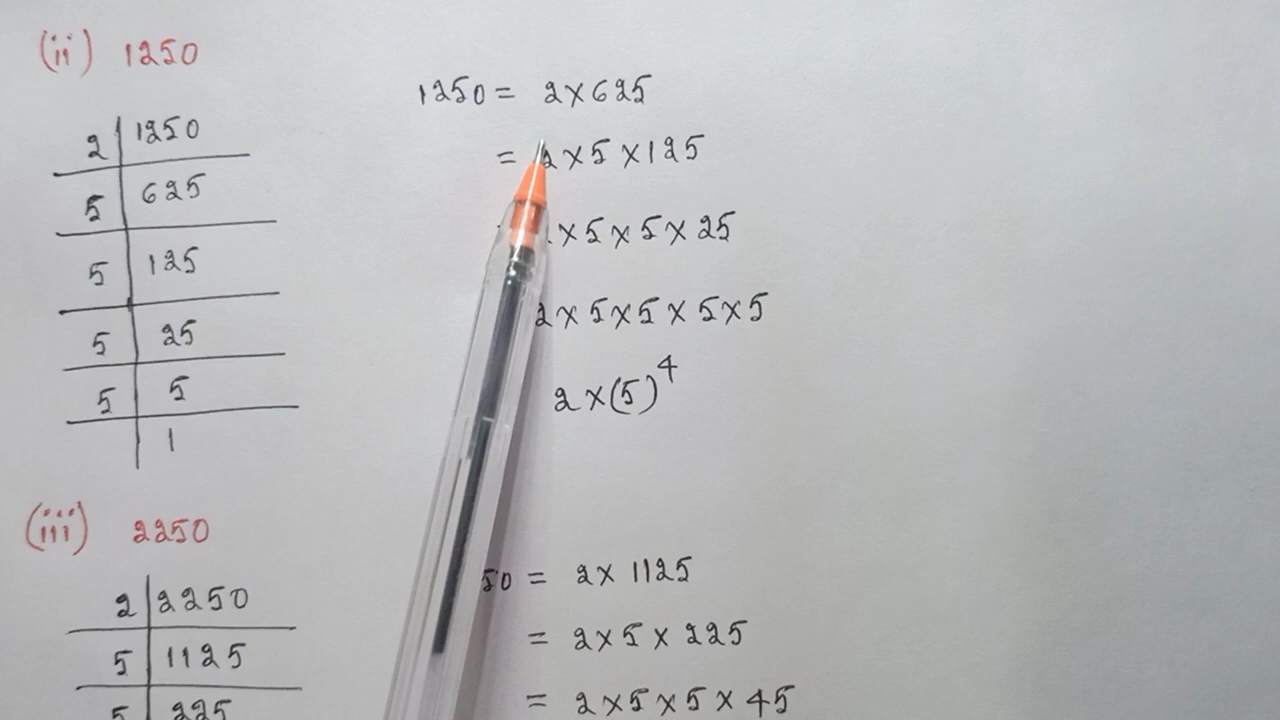 (ii) 1250
2 | 1250
5 | 625
5 | 125
5 | 25
5 | 5
1
1250 = 2×625
= 2×5×125
×5×5×25
2×5×5×5×5
2×(5)^4
(iii) 2250
2 | 2250
5 | 1125
5 | 225
50 = 2×1125
= 2×5×225
= 2×5×5×45